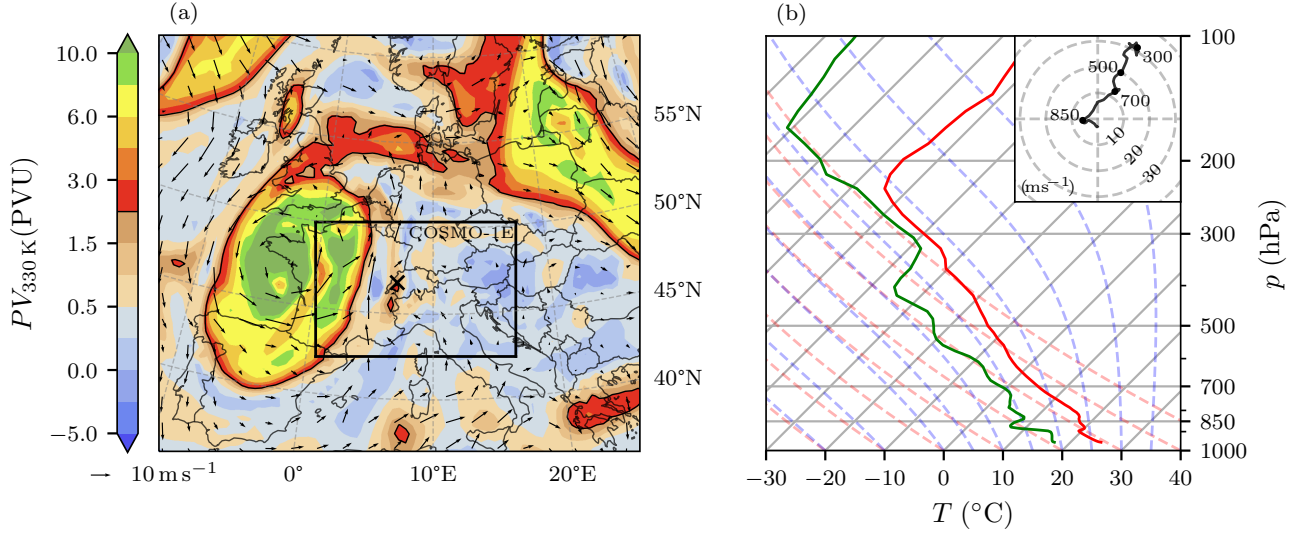 (a)
10.0
6.0
3.0
1.5
0.5
0.0
−5.0
PV330 K(PVU)
→ 10 m s−1
COSMO-1E
55°N
50°N
45°N
40°N
0°
10°E
20°E
(b)
100
200
300
500
700
850
1000
p (hPa)
−30 −20 −10 0 10 20 30 40
T (°C)
300
500
700
850
10
20
30
(ms−1)